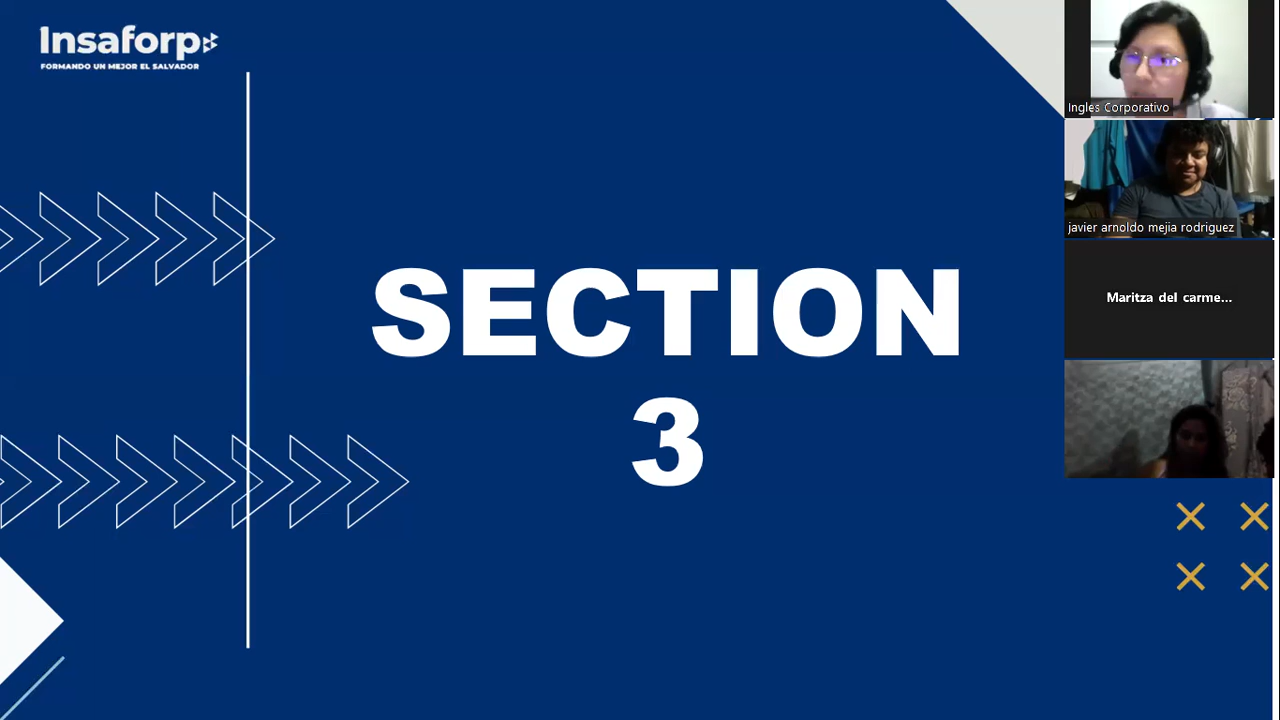 Insaforp
FORMANDO UN MEJOR EL SALVADOR
SECTION
3
Ingles Corporativo
javier arnoldo mejia rodriguez
Maritza del carme...